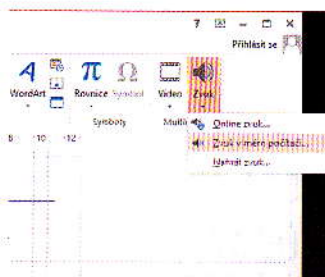 ?
Přihlásit se
WordArt Rovnice Symbol Video Zvuk
Symboly Multi
8 10 12
Online zvuk...
Zvuk v mém počítači...
Nahrát zvuk...